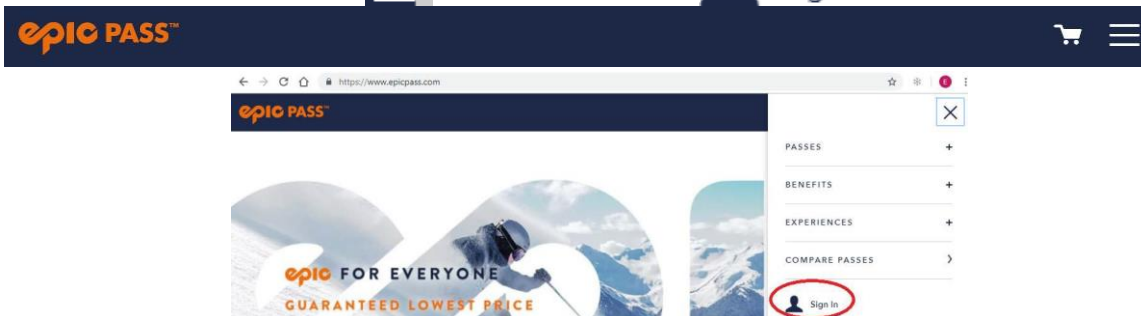 epic PASS™
https://www.epicpass.com
E
epic PASS™
PASSES +
BENEFITS +
EXPERIENCES +
COMPARE PASSES >
epic FOR EVERYONE
GUARANTEED LOWEST PRICE
Sign In